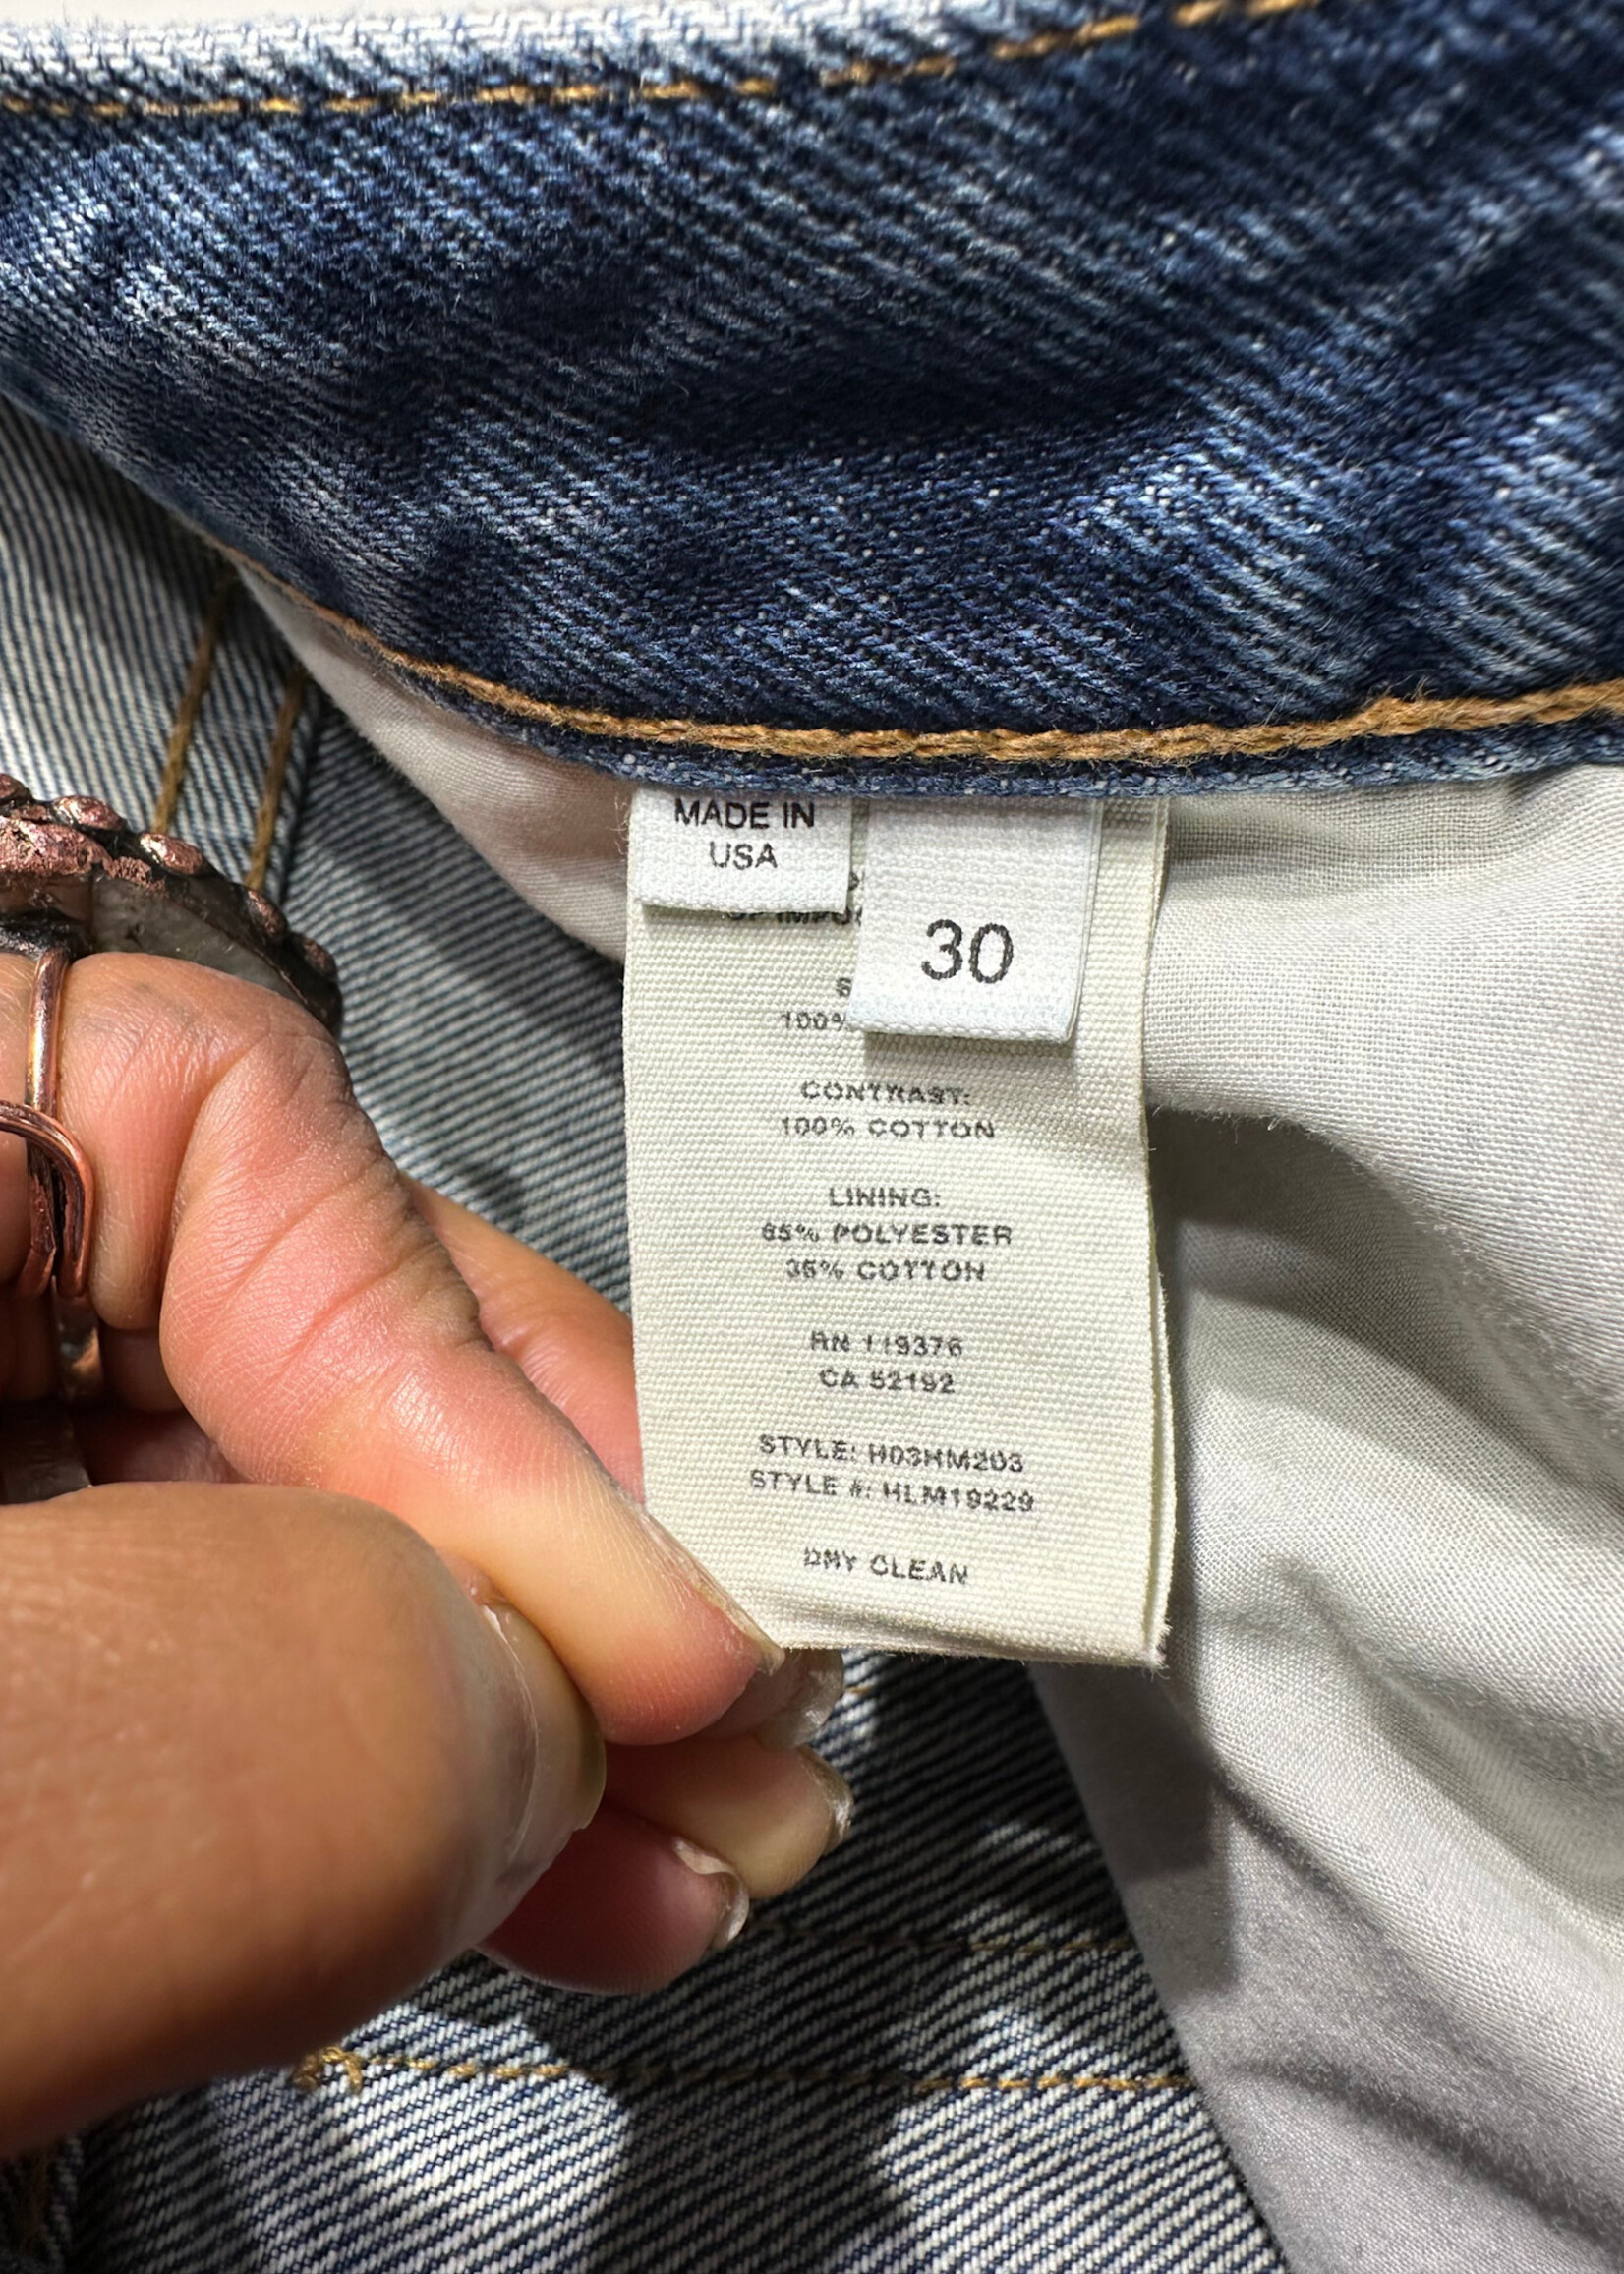 MADE IN
USA
30
100%
CONTRAST:
100% COTTON
LINING:
65% POLYESTER
35% COTTON
RN 119376
CA 52192
STYLE: H03HM203
STYLE #: HLM19229
DRY CLEAN